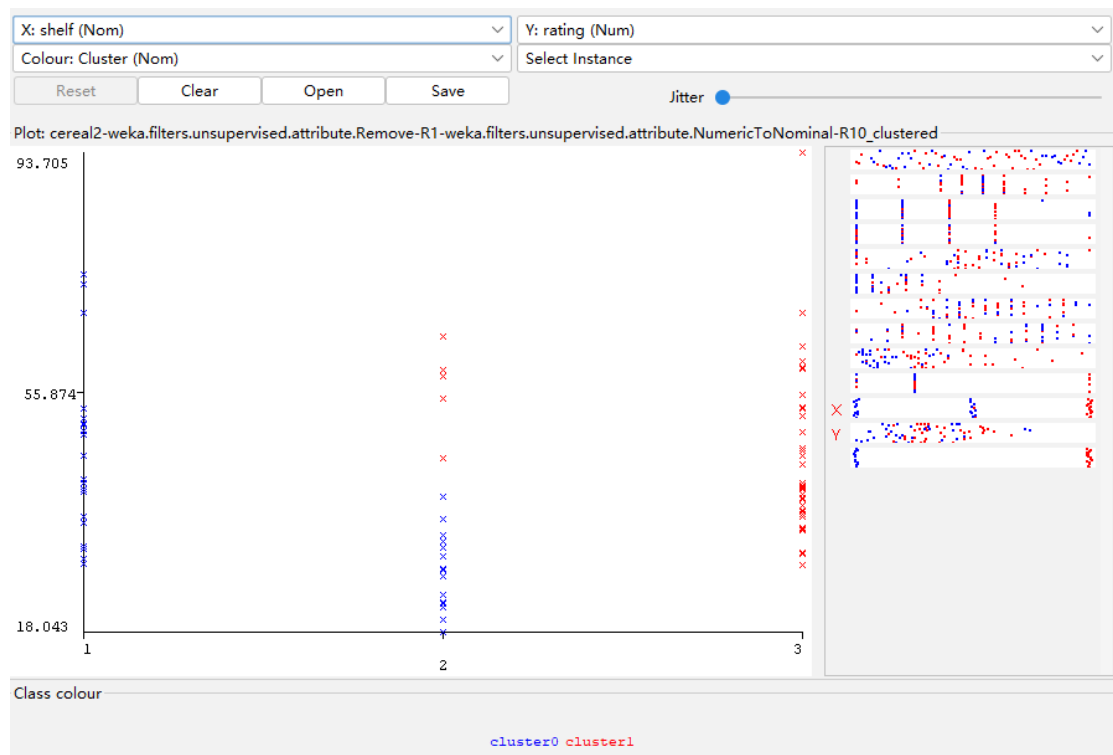 X: shelf (Nom) Y: rating (Num)
Colour: Cluster (Nom) Select Instance
Reset Clear Open Save Jitter
Plot: cereal2-weka.filters.unsupervised.attribute.Remove-R1-weka.filters.unsupervised.attribute.NumericToNominal-R10_clustered
93.705
55.874
18.043
1
2
3
X
Y
Class colour
cluster0 cluster1